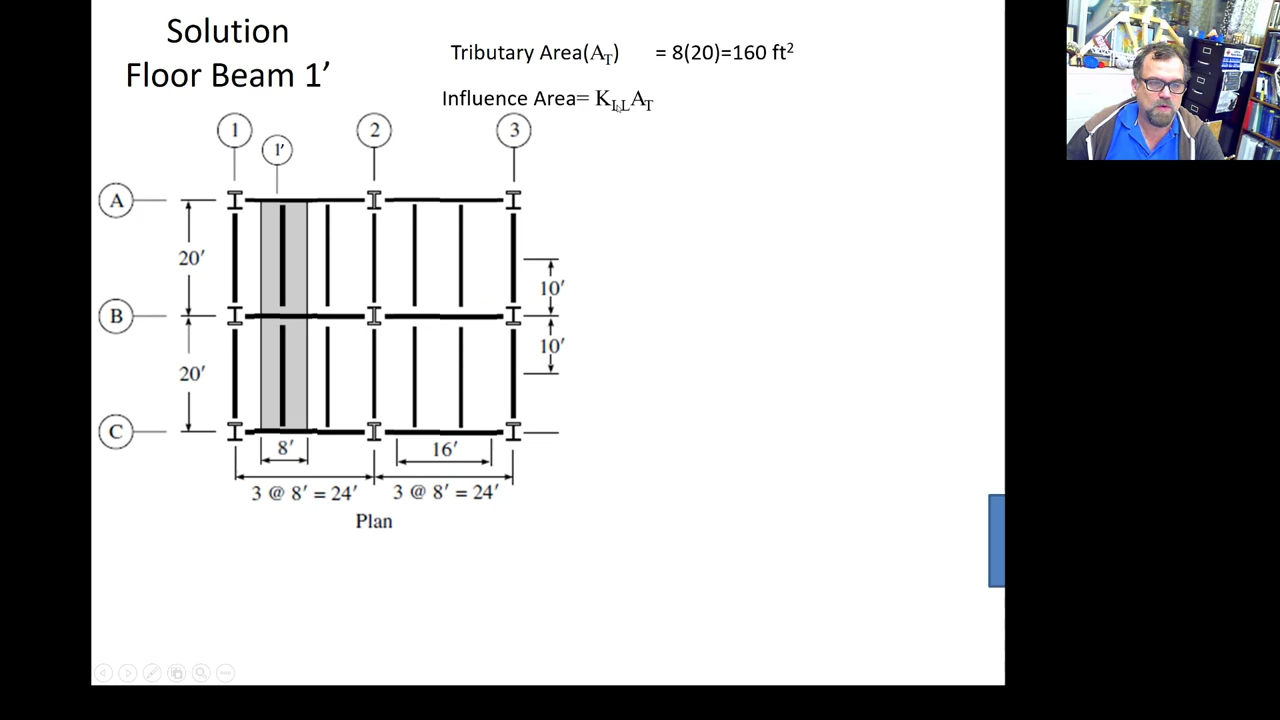 Solution
Floor Beam 1’
Tributary Area(A_T) = 8(20)=160 ft²
Influence Area= K_LL A_T
1
2
3
1′
A
20′
10′
B
10′
20′
C
8′
16′
3 @ 8′ = 24′
3 @ 8′ = 24′
Plan